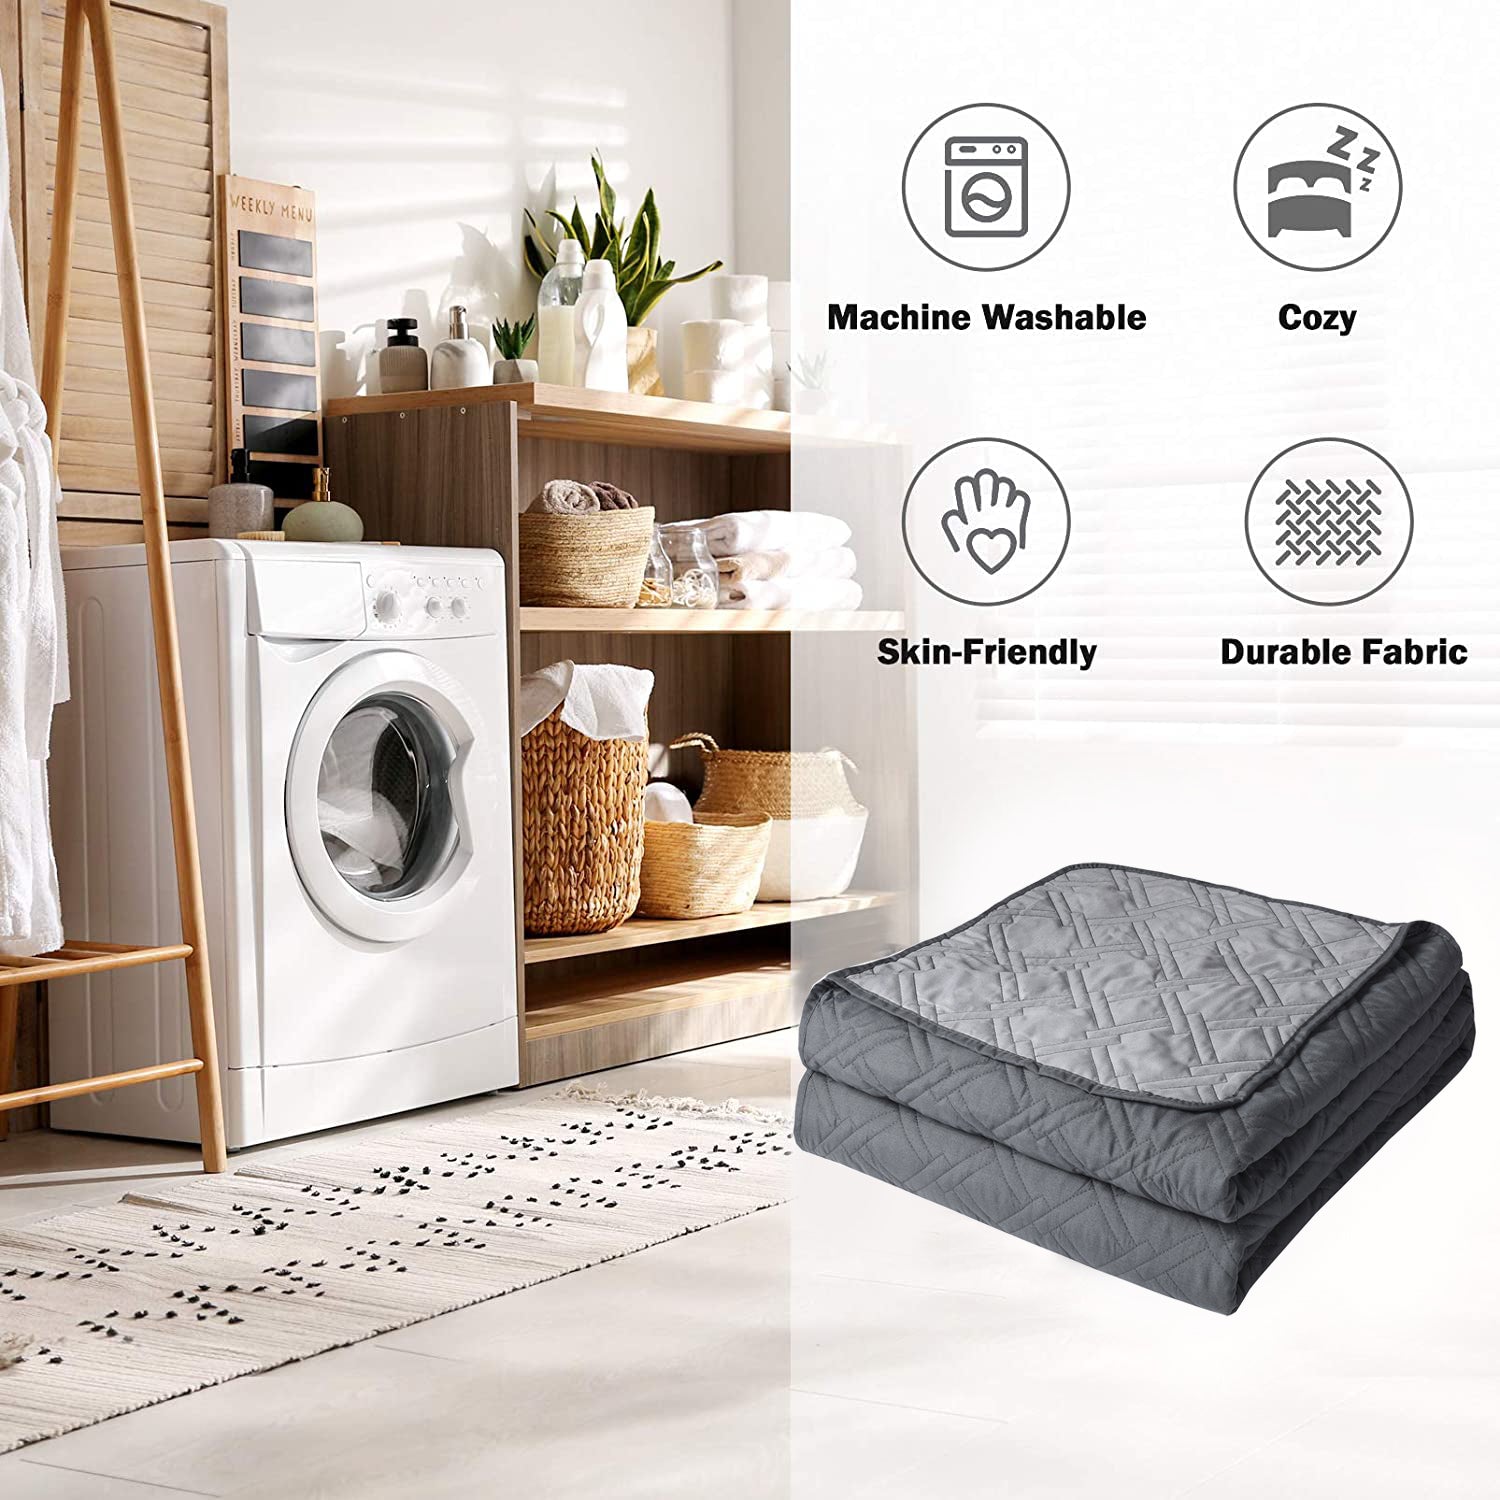 WEEKLY MENU
Machine Washable
Cozy
Skin-Friendly
Durable Fabric